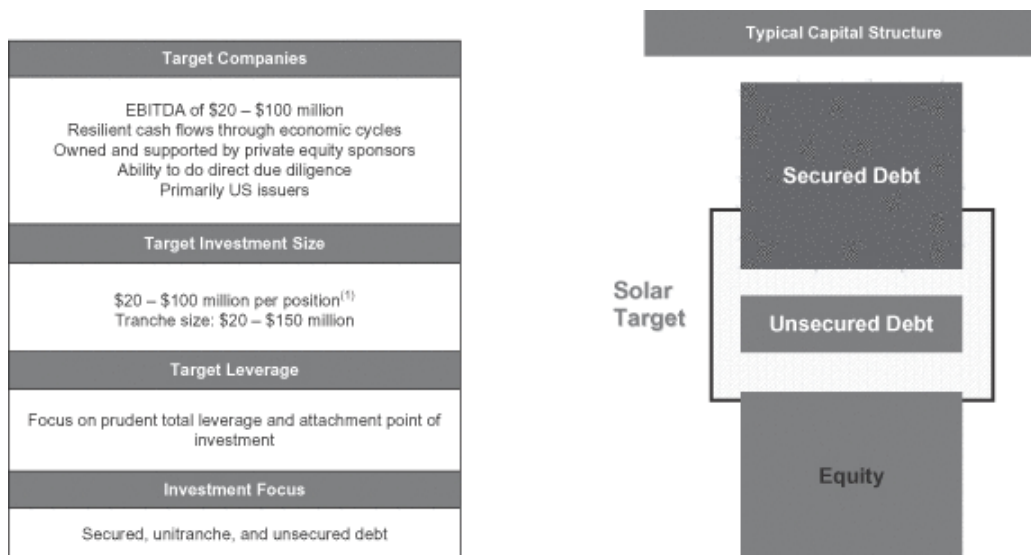 Target Companies
EBITDA of $20 – $100 million
Resilient cash flows through economic cycles
Owned and supported by private equity sponsors
Ability to do direct due diligence
Primarily US issuers
Target Investment Size
$20 – $100 million per position(1)
Tranche size: $20 – $150 million
Target Leverage
Focus on prudent total leverage and attachment point of
investment
Investment Focus
Secured, unitranche, and unsecured debt
Typical Capital Structure
Secured Debt
Solar
Target
Unsecured Debt
Equity